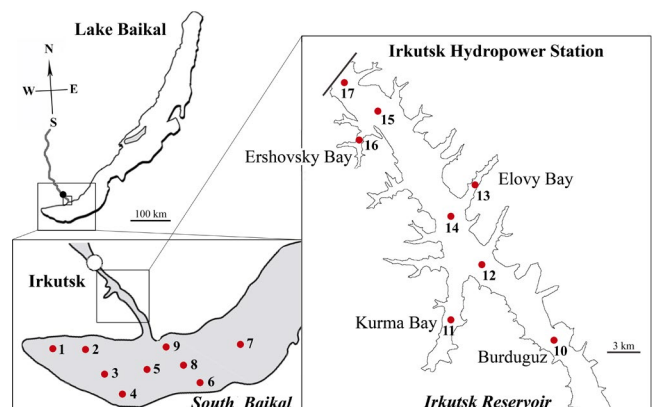 Lake Baikal
N
W E
S
100 km
Irkutsk Hydropower Station
17
15
16
Ershovsky Bay
Elovy Bay
13
14
12
Kurma Bay
11
Burduguz
10
3 km
Irkutsk Reservoir
Irkutsk
1
2
3
4
5
6
7
8
9
South Baikal